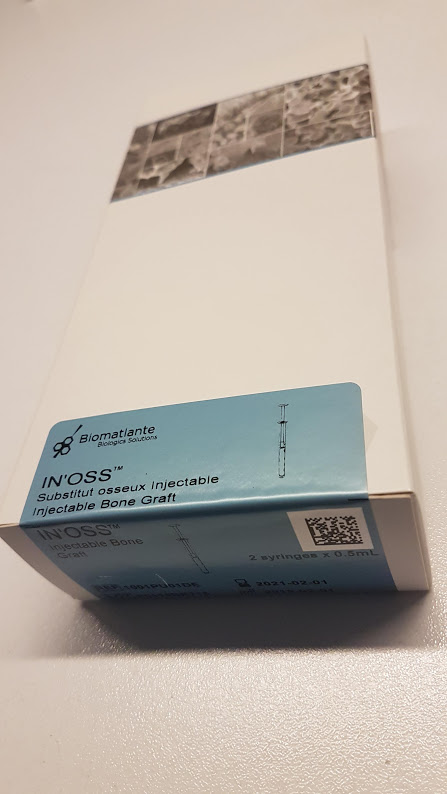 Biomatlante
Biologics Solutions
IN'OSS™
Substitut osseux Injectable
Injectable Bone Graft
IN'OSS™
Injectable Bone
Graft
2 syringes x 0.5mL
2021-02-01